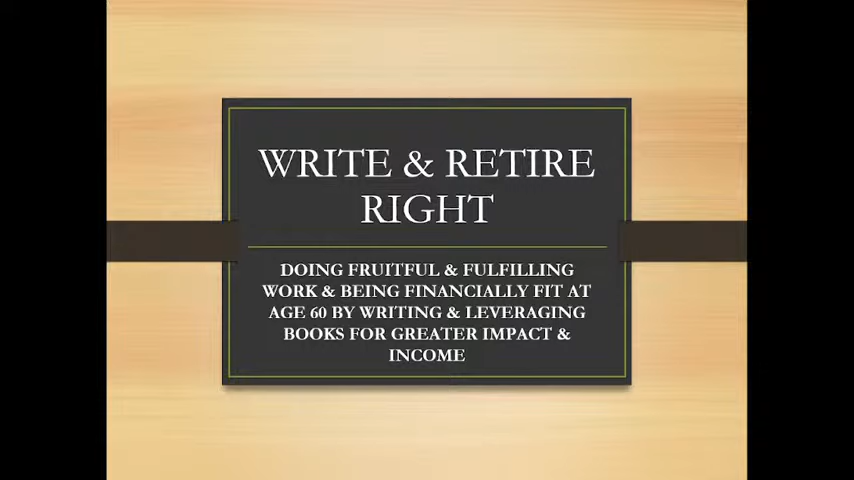 WRITE & RETIRE
RIGHT
DOING FRUITFUL & FULFILLING
WORK & BEING FINANCIALLY FIT AT
AGE 60 BY WRITING & LEVERAGING
BOOKS FOR GREATER IMPACT &
INCOME